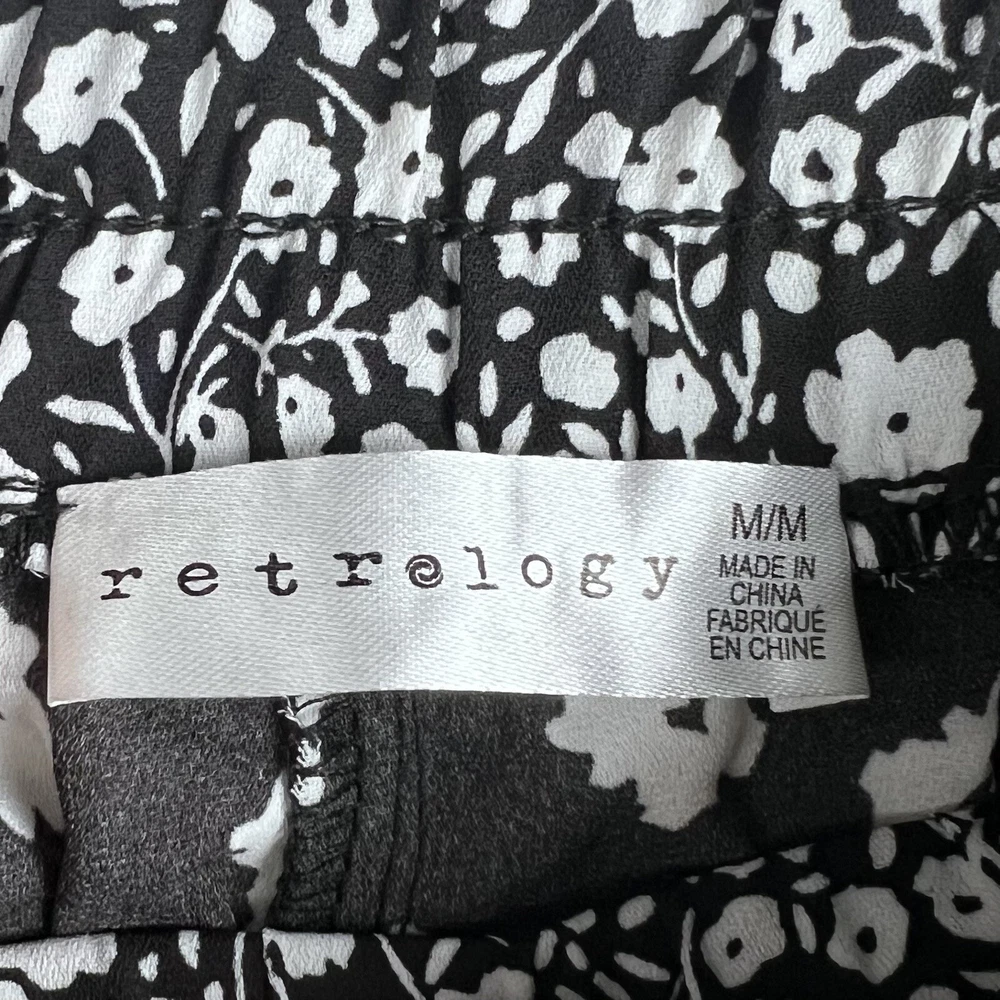 retrology
M/M
MADE IN
CHINA
FABRIQUÉ
EN CHINE